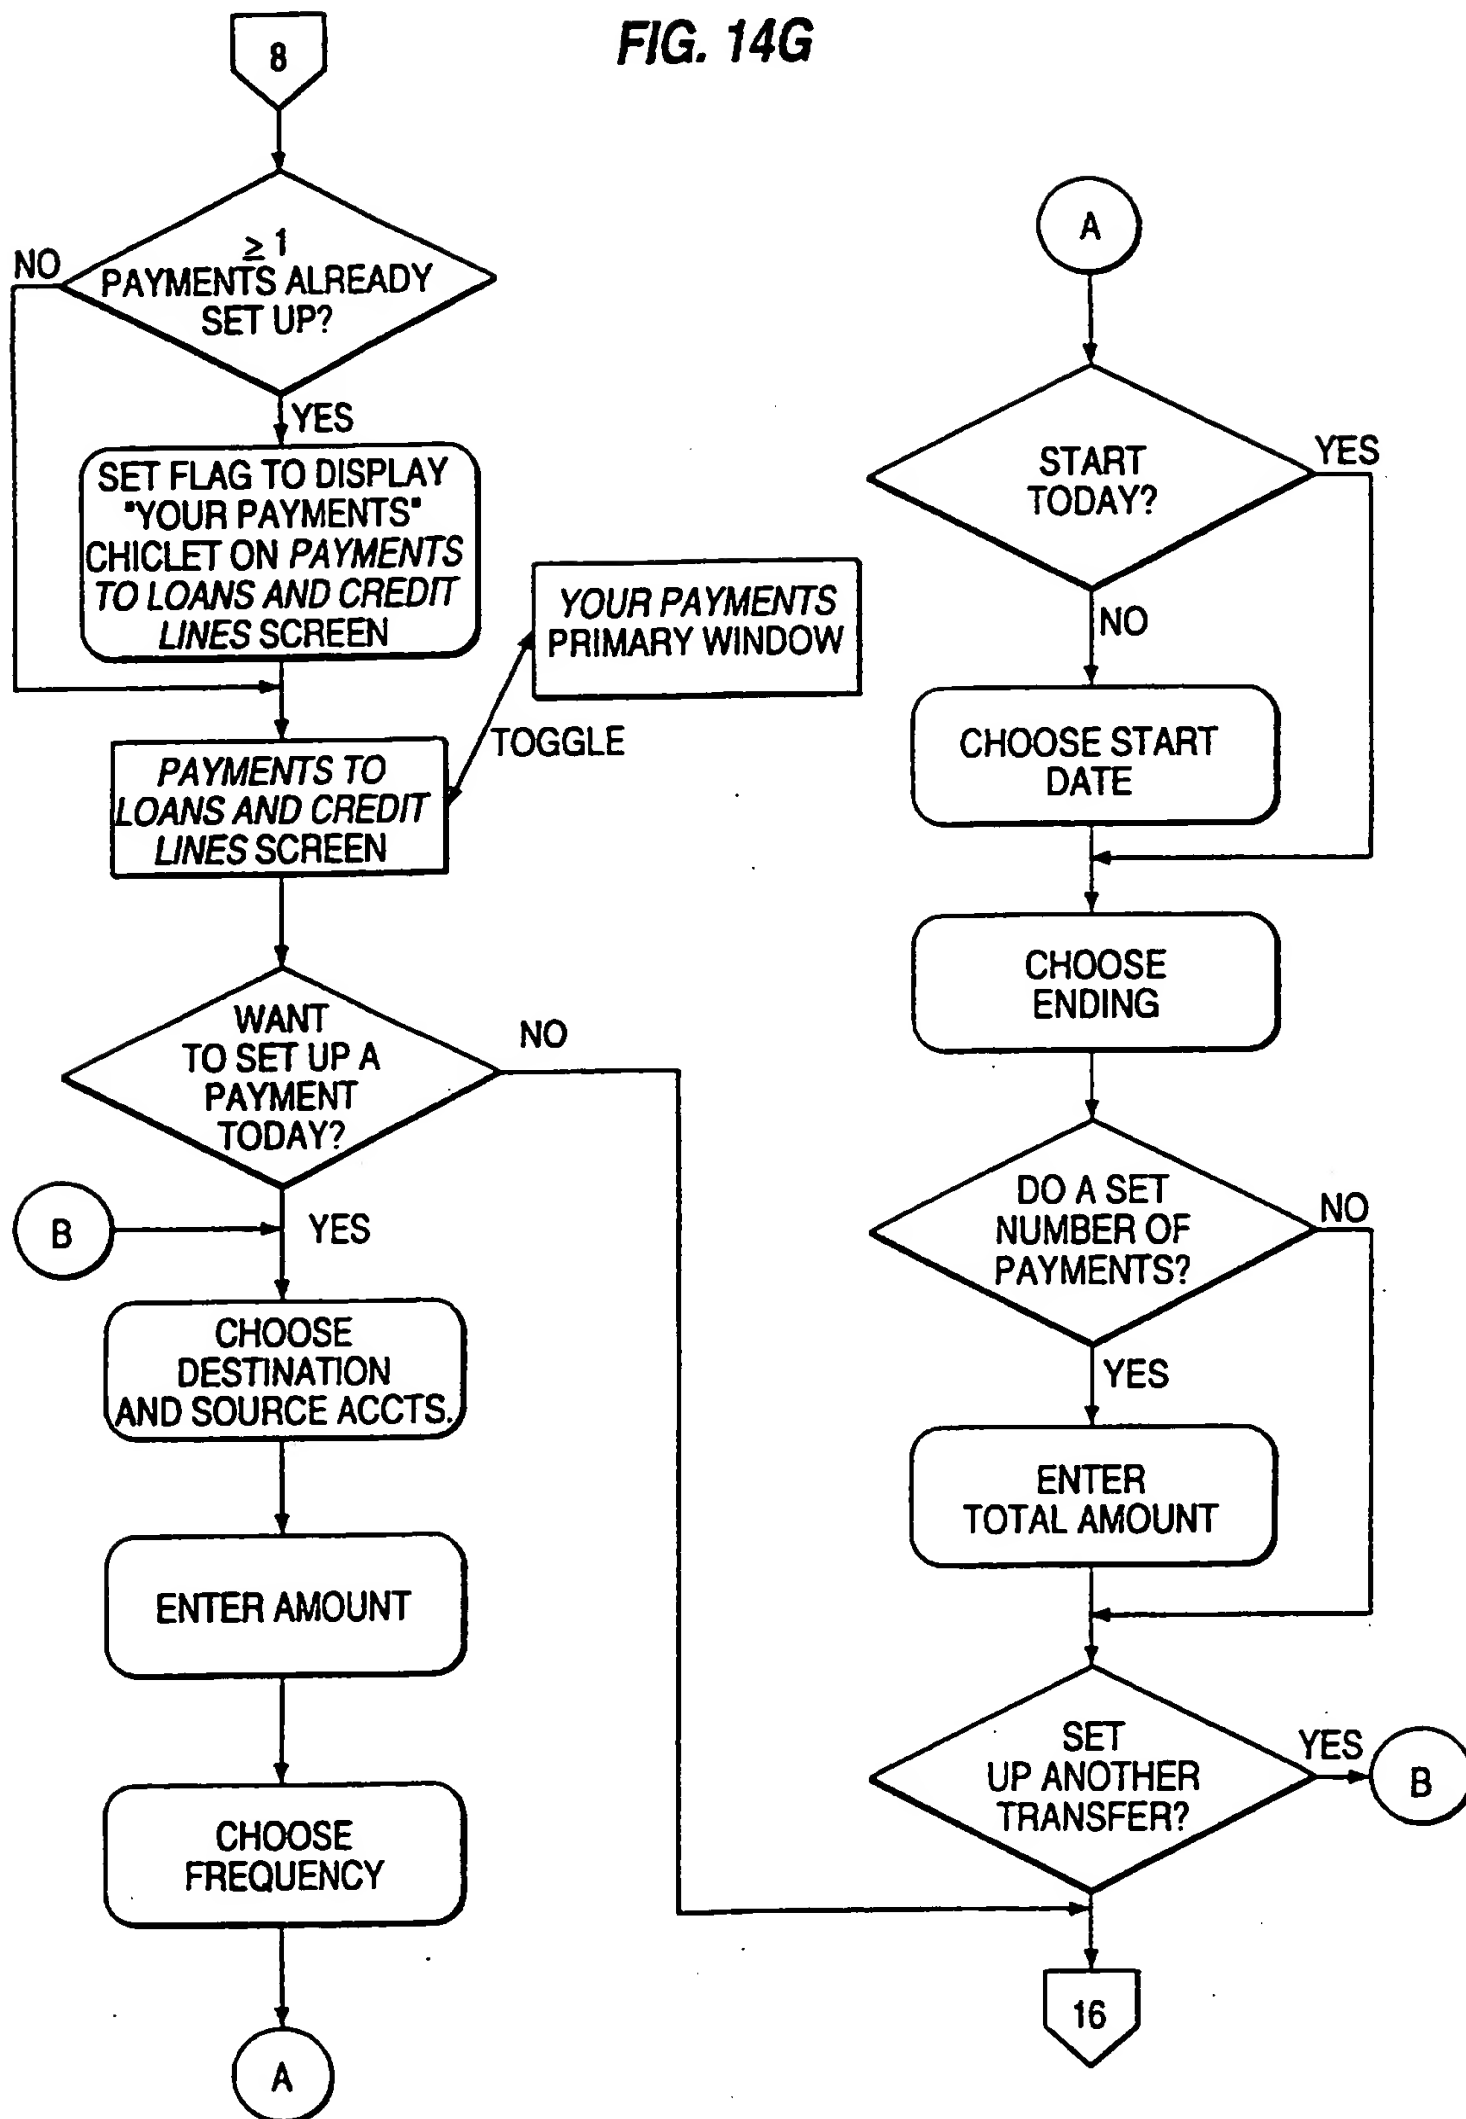 FIG. 14G
8
≥ 1
PAYMENTS ALREADY
SET UP?
NO
YES
SET FLAG TO DISPLAY
"YOUR PAYMENTS"
CHICLET ON PAYMENTS
TO LOANS AND CREDIT
LINES SCREEN
YOUR PAYMENTS
PRIMARY WINDOW
TOGGLE
PAYMENTS TO
LOANS AND CREDIT
LINES SCREEN
WANT
TO SET UP A
PAYMENT
TODAY?
NO
YES
B
CHOOSE
DESTINATION
AND SOURCE ACCTS.
ENTER AMOUNT
CHOOSE
FREQUENCY
A
A
START
TODAY?
YES
NO
CHOOSE START
DATE
CHOOSE
ENDING
DO A SET
NUMBER OF
PAYMENTS?
NO
YES
ENTER
TOTAL AMOUNT
SET
UP ANOTHER
TRANSFER?
YES
B
16